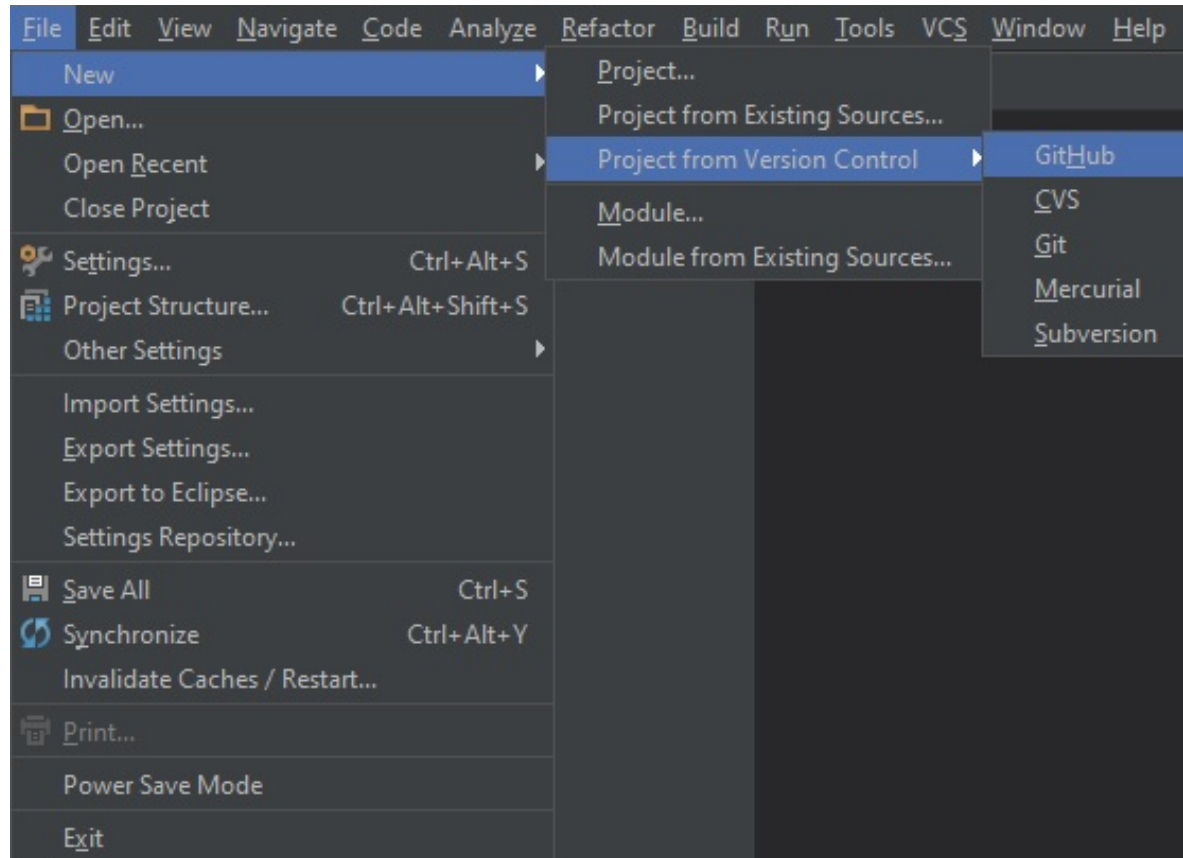 File Edit View Navigate Code Analyze Refactor Build Run Tools VCS Window Help
New
Open...
Open Recent
Close Project
Settings... Ctrl+Alt+S
Project Structure... Ctrl+Alt+Shift+S
Other Settings
Import Settings...
Export Settings...
Export to Eclipse...
Settings Repository...
Save All Ctrl+S
Synchronize Ctrl+Alt+Y
Invalidate Caches / Restart...
Print...
Power Save Mode
Exit
Project...
Project from Existing Sources...
Project from Version Control
Module...
Module from Existing Sources...
GitHub
CVS
Git
Mercurial
Subversion